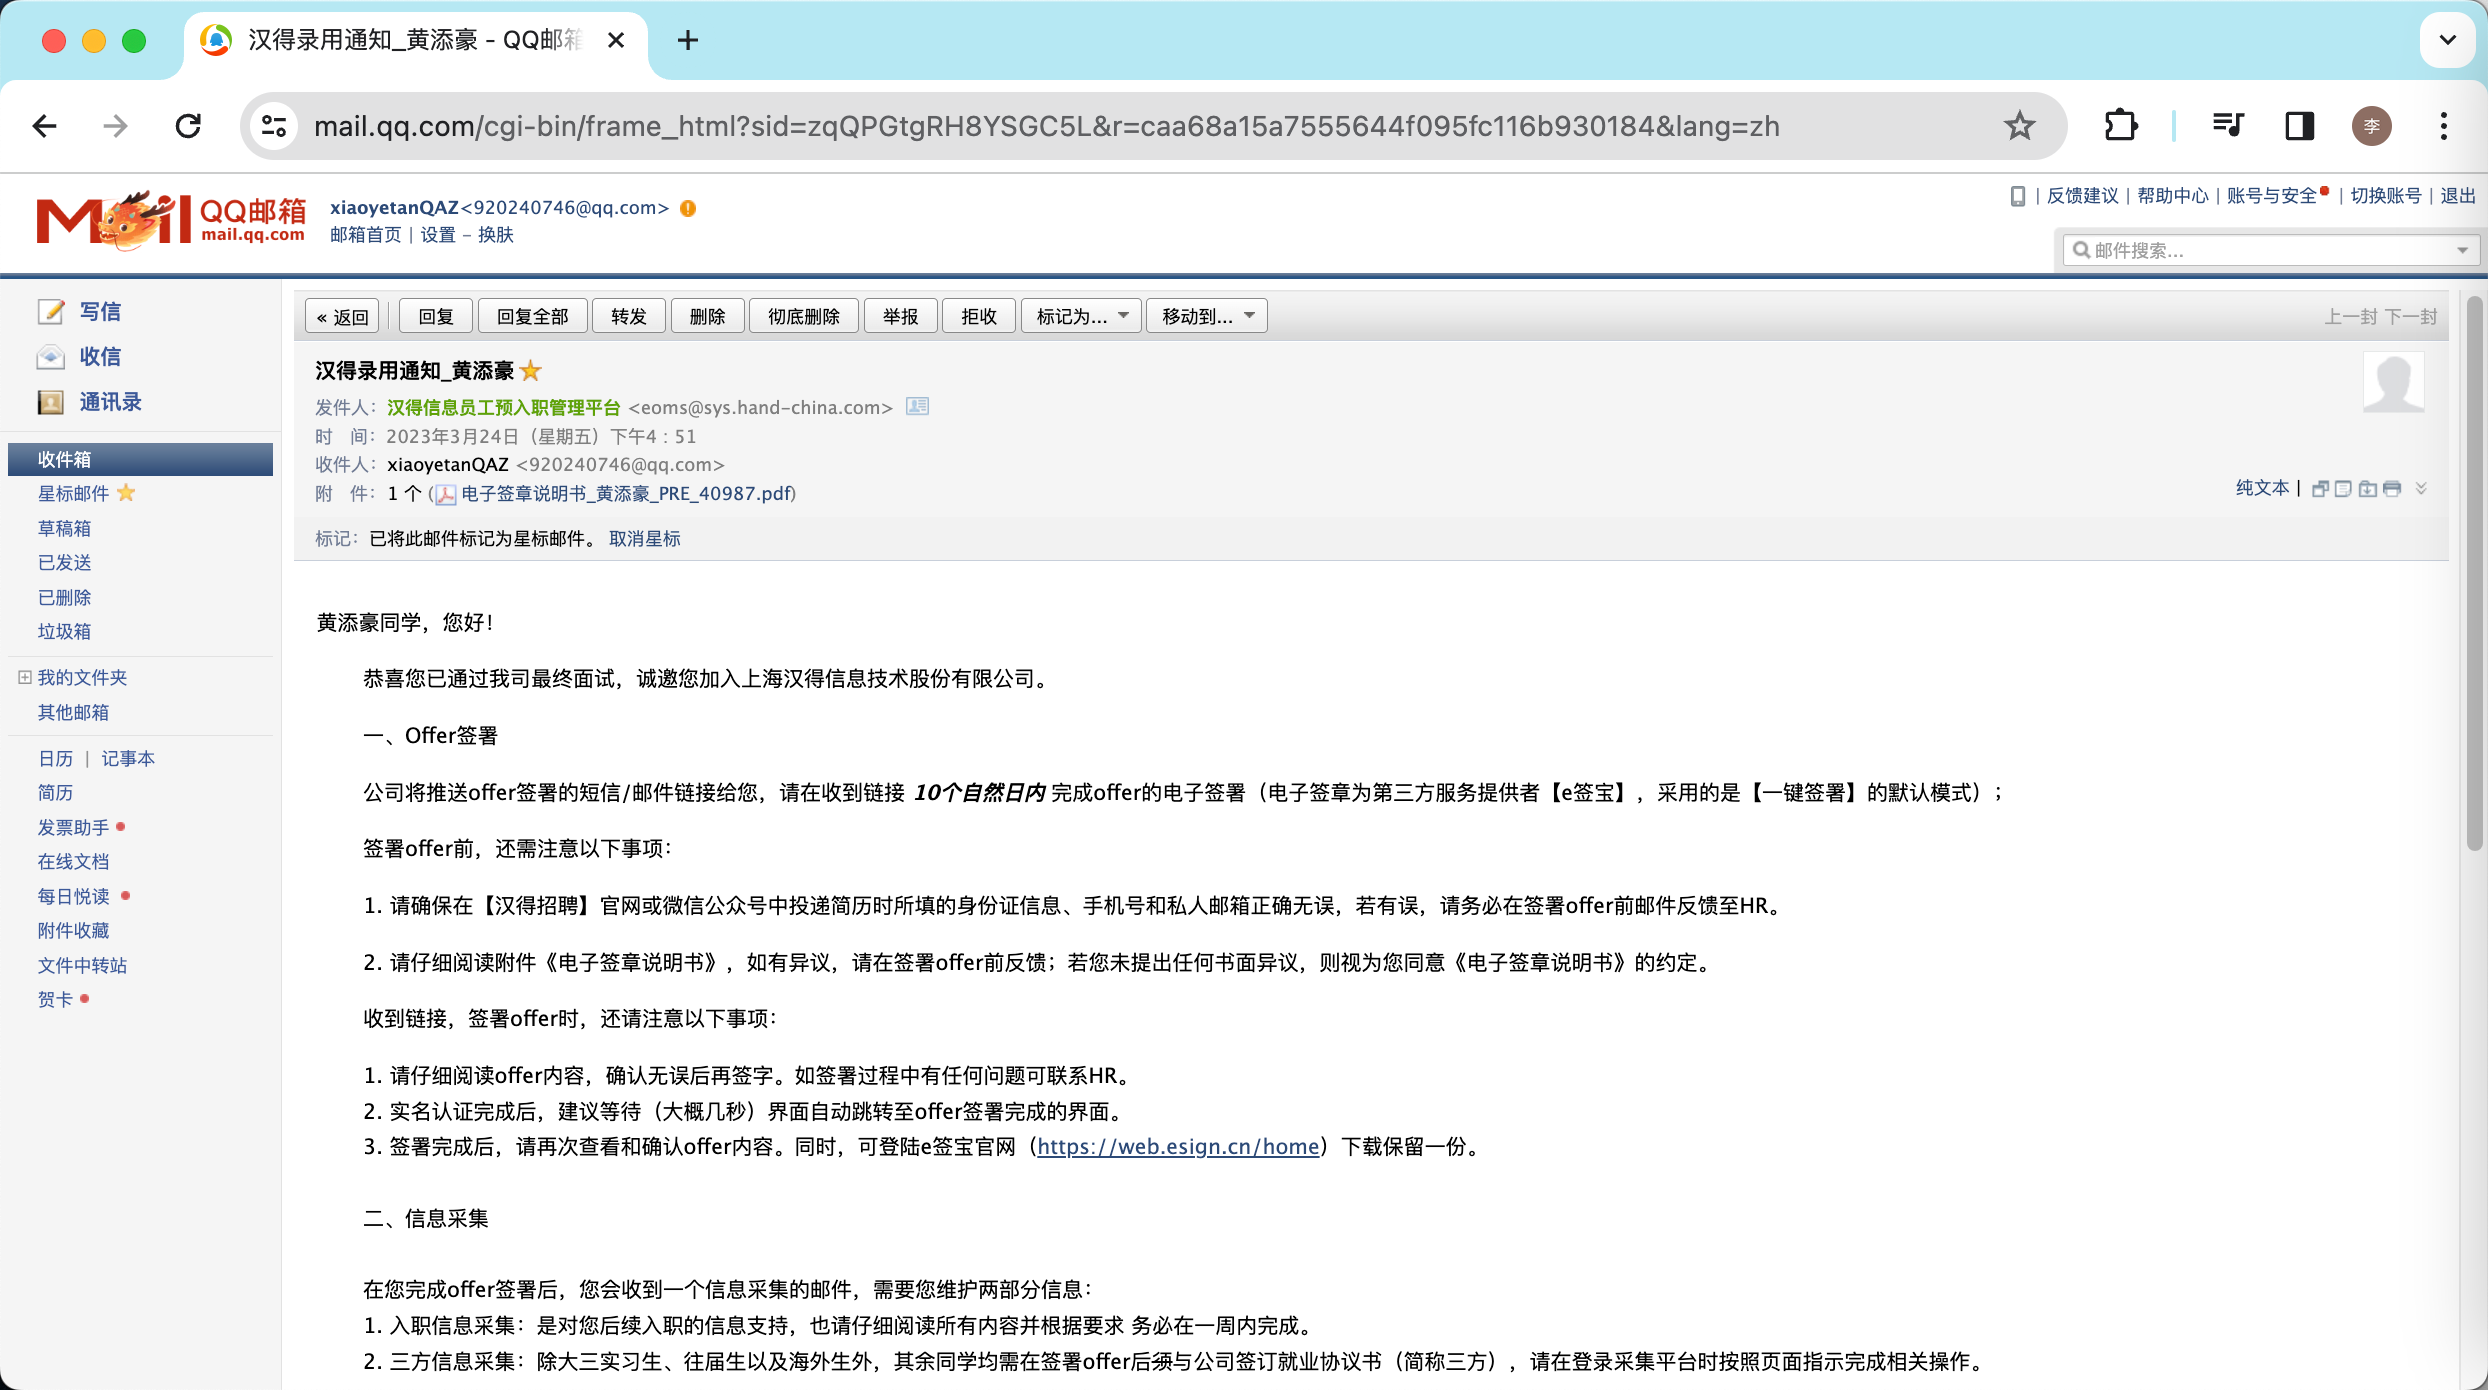 汉得录用通知_黄添豪 - QQ邮箱
mail.qq.com/cgi-bin/frame_html?sid=zqQPGtgRH8YSGC5L&r=caa68a15a7555644f095fc116b930184&lang=zh
李
Mail QQ邮箱
mail.qq.com
xiaoyetanQAZ<920240746@qq.com>
邮箱首页 | 设置 - 换肤
| 反馈建议 | 帮助中心 | 账号与安全 | 切换账号 | 退出
邮件搜索...
写信
收信
通讯录
收件箱
星标邮件
草稿箱
已发送
已删除
垃圾箱
我的文件夹
其他邮箱
日历 | 记事本
简历
发票助手
在线文档
每日悦读
附件收藏
文件中转站
贺卡
« 返回 回复 回复全部 转发 删除 彻底删除 举报 拒收 标记为... 移动到... 上一封 下一封
汉得录用通知_黄添豪
发件人：汉得信息员工预入职管理平台 <eoms@sys.hand-china.com>
时 间：2023年3月24日（星期五）下午4：51
收件人：xiaoyetanQAZ <920240746@qq.com>
附 件：1 个 (电子签章说明书_黄添豪_PRE_40987.pdf)
纯文本 |
标记：已将此邮件标记为星标邮件。 取消星标
黄添豪同学，您好！
恭喜您已通过我司最终面试，诚邀您加入上海汉得信息技术股份有限公司。
一、Offer签署
公司将推送offer签署的短信/邮件链接给您，请在收到链接 10个自然日内 完成offer的电子签署（电子签章为第三方服务提供者【e签宝】，采用的是【一键签署】的默认模式）；
签署offer前，还需注意以下事项：
1. 请确保在【汉得招聘】官网或微信公众号中投递简历时所填的身份证信息、手机号和私人邮箱正确无误，若有误，请务必在签署offer前邮件反馈至HR。
2. 请仔细阅读附件《电子签章说明书》，如有异议，请在签署offer前反馈；若您未提出任何书面异议，则视为您同意《电子签章说明书》的约定。
收到链接，签署offer时，还请注意以下事项：
1. 请仔细阅读offer内容，确认无误后再签字。如签署过程中有任何问题可联系HR。
2. 实名认证完成后，建议等待（大概几秒）界面自动跳转至offer签署完成的界面。
3. 签署完成后，请再次查看和确认offer内容。同时，可登陆e签宝官网（https://web.esign.cn/home）下载保留一份。
二、信息采集
在您完成offer签署后，您会收到一个信息采集的邮件，需要您维护两部分信息：
1. 入职信息采集：是对您后续入职的信息支持，也请仔细阅读所有内容并根据要求 务必在一周内完成。
2. 三方信息采集：除大三实习生、往届生以及海外生外，其余同学均需在签署offer后须与公司签订就业协议书（简称三方），请在登录采集平台时按照页面指示完成相关操作。